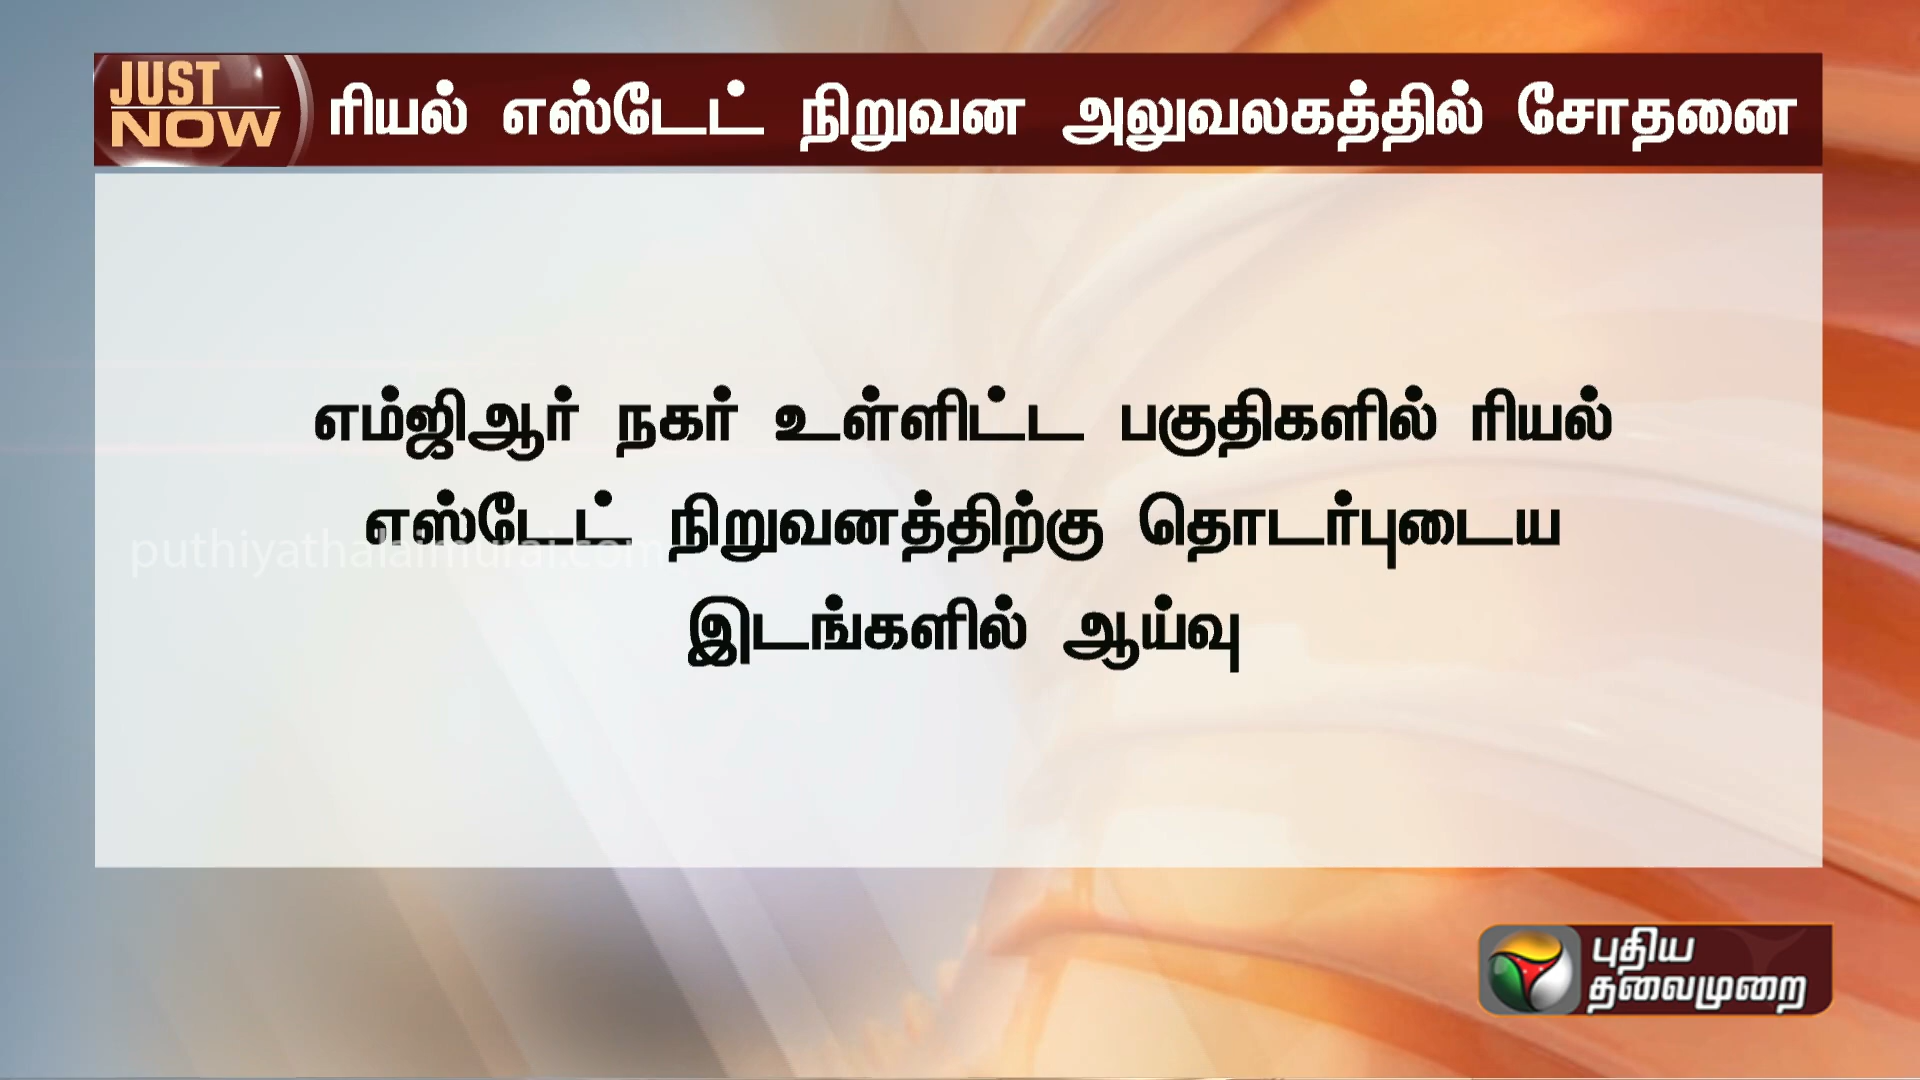 JUST
NOW
ரியல் எஸ்டேட் நிறுவன அலுவலகத்தில் சோதனை
எம்ஜிஆர் நகர் உள்ளிட்ட பகுதிகளில் ரியல்
எஸ்டேட் நிறுவனத்திற்கு தொடர்புடைய
puthiyathalaimurai.com
இடங்களில் ஆய்வு
புதிய
தலைமுறை